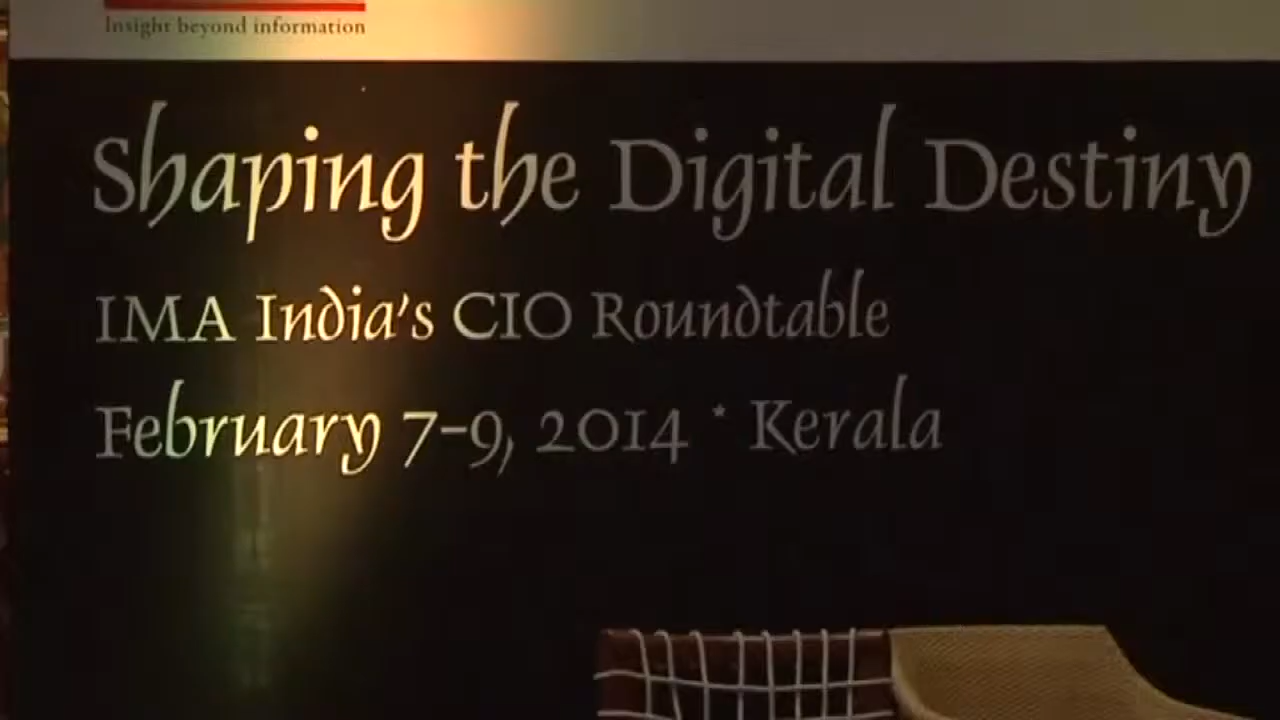 Insight beyond information
Shaping the Digital Destiny
IMA India's CIO Roundtable
February 7-9, 2014 * Kerala